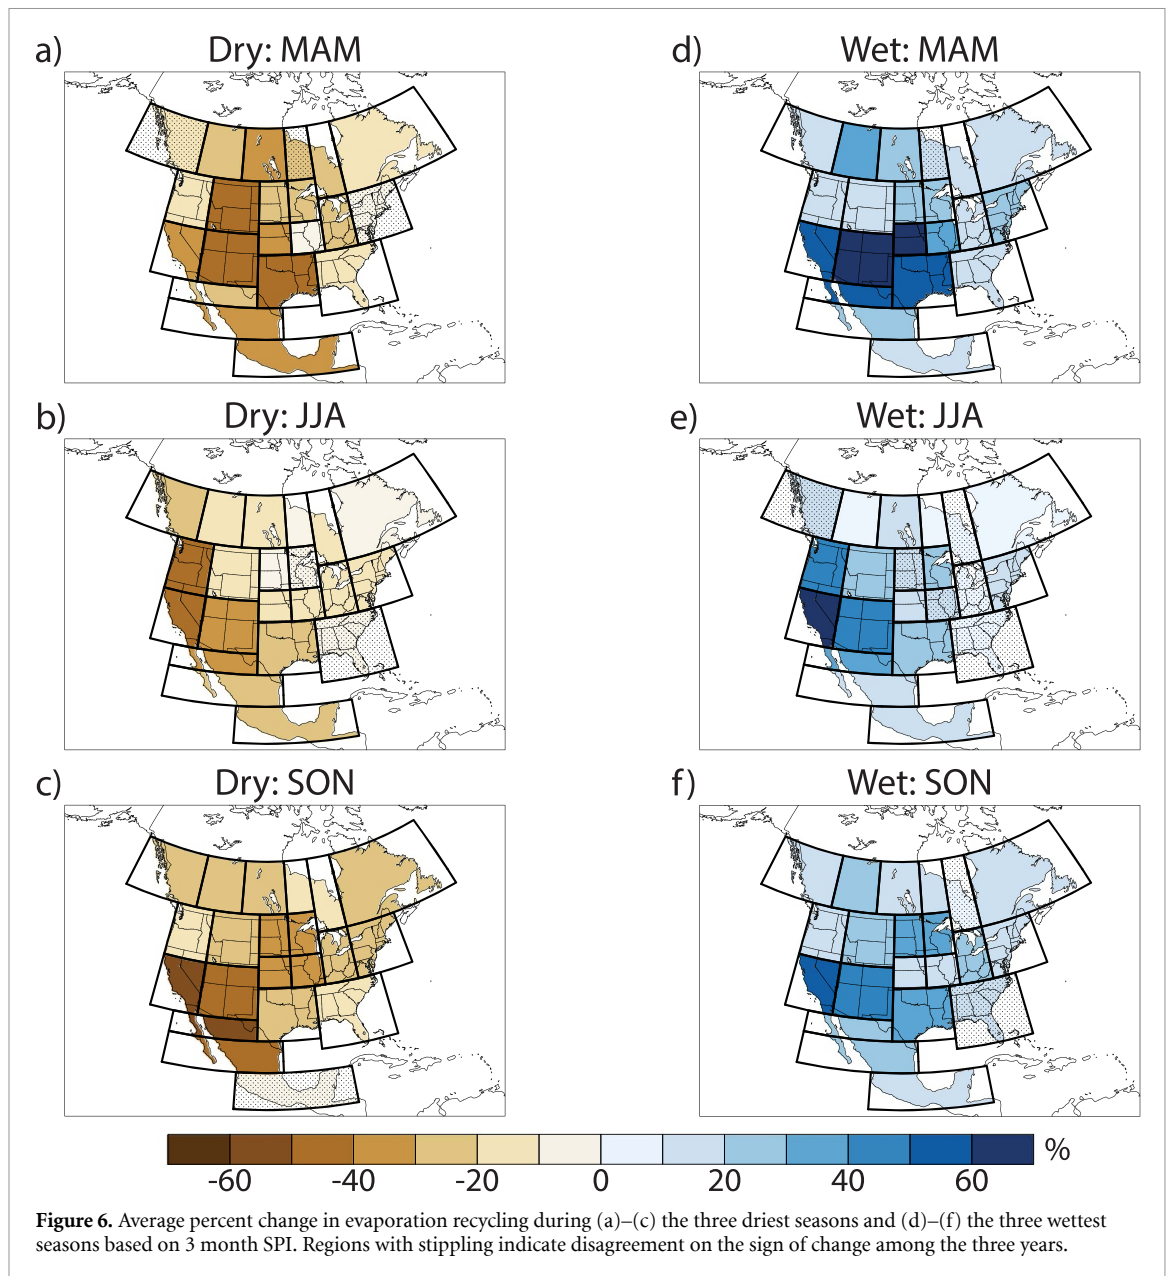 a)
Dry: MAM
d)
Wet: MAM
b)
Dry: JJA
e)
Wet: JJA
c)
Dry: SON
f)
Wet: SON
%
-60 -40 -20 0 20 40 60
Figure 6. Average percent change in evaporation recycling during (a)–(c) the three driest seasons and (d)–(f) the three wettest
seasons based on 3 month SPI. Regions with stippling indicate disagreement on the sign of change among the three years.